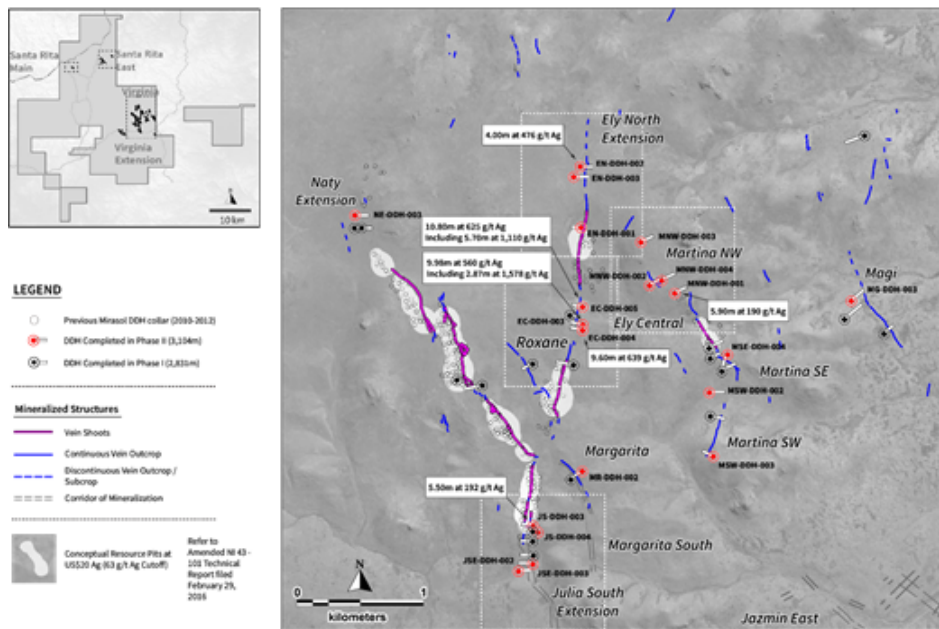 Santa Rita
Main
Santa Rita
East
Virginia
Virginia
Extension
10 km
LEGEND
Previous Mirasol DDH collar (2010-2012)
DDH Completed in Phase II (3,104m)
DDH Completed in Phase I (2,831m)
Mineralized Structures
Vein Shoots
Continuous Vein Outcrop
Discontinuous Vein Outcrop /
Subcrop
Corridor of Mineralization
Conceptual Resource Pits at
US$20 Ag (63 g/t Ag Cutoff)
Refer to
Amended NI 43 -
101 Technical
Report filed
February 29,
2016
Ely North
Extension
4.00m at 476 g/t Ag
EN-DDH-002
EN-DDH-003
Naty
Extension
NE-DDH-003
10.80m at 625 g/t Ag
Including 5.70m at 1,110 g/t Ag
EN-DDH-001
MNW-DDH-003
Martina NW
9.98m at 560 g/t Ag
Including 2.87m at 1,578 g/t Ag
MNW-DDH-002
MNW-DDH-004
MNW-DDH-001
Magi
MG-DDH-003
EC-DDH-005
5.90m at 190 g/t Ag
EC-DDH-003
Ely Central
EC-DDH-004
Roxane
9.60m at 639 g/t Ag
Martina SE
MSW-DDH-002
Martina SW
Margarita
MSW-DDH-003
MR-DDH-002
5.50m at 192 g/t Ag
JS-DDH-003
JS-DDH-004
Margarita South
JSE-DDH-002
JSE-DDH-003
Julia South
Extension
0
1
kilometers
Jazmin East